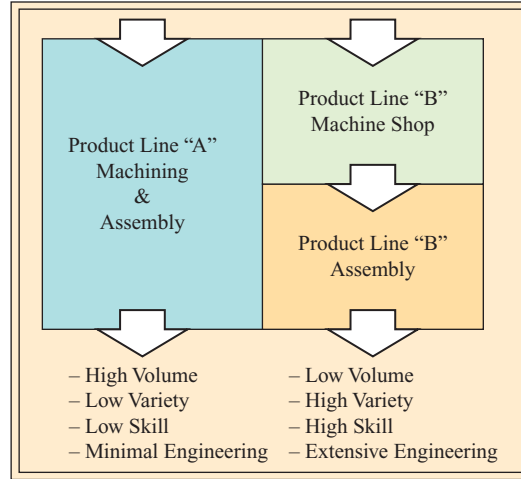 Product Line “A”
Machining
&
Assembly
Product Line “B”
Machine Shop
Product Line “B”
Assembly
– High Volume
– Low Variety
– Low Skill
– Minimal Engineering
– Low Volume
– High Variety
– High Skill
– Extensive Engineering